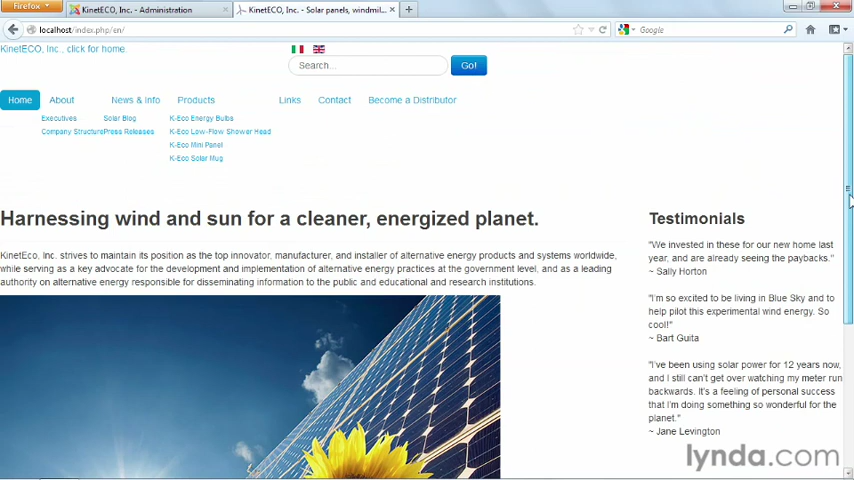 Firefox
KinetECO, Inc. - Administration
KinetECO, Inc. - Solar panels, windmil...
localhost/index.php/en/
Google
KinetECO, Inc., click for home.
Search...
Go!
Home
About
News & Info
Products
Links
Contact
Become a Distributor
Executives
Solar Blog
K-Eco Energy Bulbs
Company Structure
Press Releases
K-Eco Low-Flow Shower Head
K-Eco Mini Panel
K-Eco Solar Mug
Harnessing wind and sun for a cleaner, energized planet.
KinetECO, Inc. strives to maintain its position as the top innovator, manufacturer, and installer of alternative energy products and systems worldwide,
while serving as a key advocate for the development and implementation of alternative energy practices at the government level, and as a leading
authority on alternative energy responsible for disseminating information to the public and educational and research institutions.
Testimonials
"We invested in these for our new home last
year, and are already seeing the paybacks."
~ Sally Horton
"I'm so excited to be living in Blue Sky and to
help pilot this experimental wind energy. So
cool!"
~ Bart Guita
"I've been using solar power for 12 years now,
and I still can't get over watching my meter run
backwards. It's a feeling of personal success
that I'm doing something so wonderful for the
planet."
~ Jane Levington
lynda.com